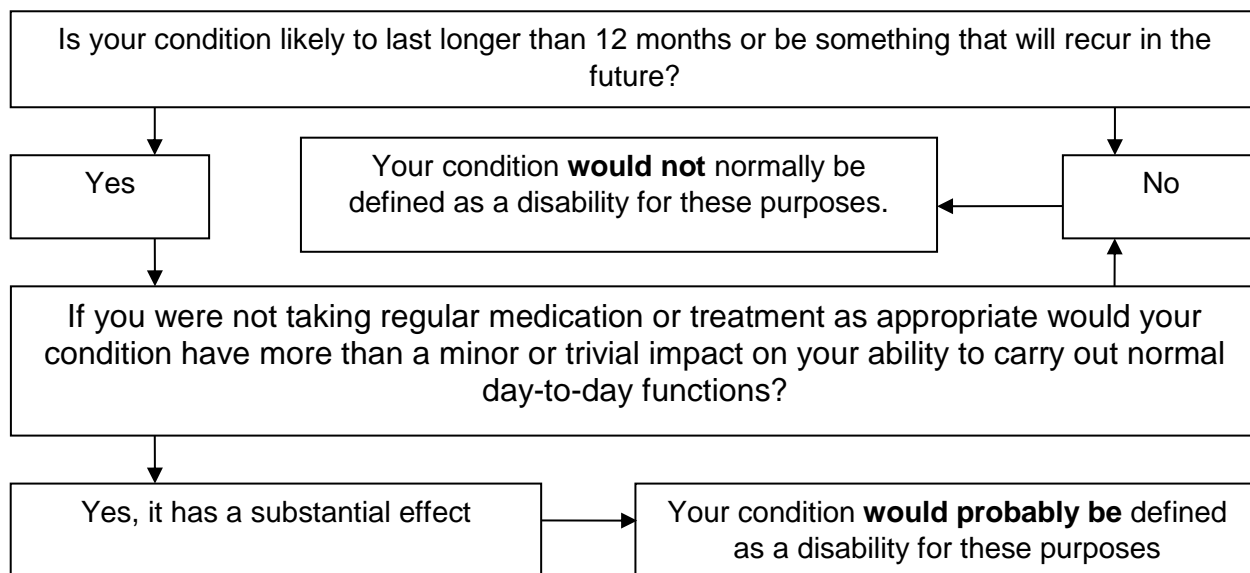 Is your condition likely to last longer than 12 months or be something that will recur in the
future?
Yes
Your condition would not normally be
defined as a disability for these purposes.
No
If you were not taking regular medication or treatment as appropriate would your
condition have more than a minor or trivial impact on your ability to carry out normal
day-to-day functions?
Yes, it has a substantial effect
Your condition would probably be defined
as a disability for these purposes